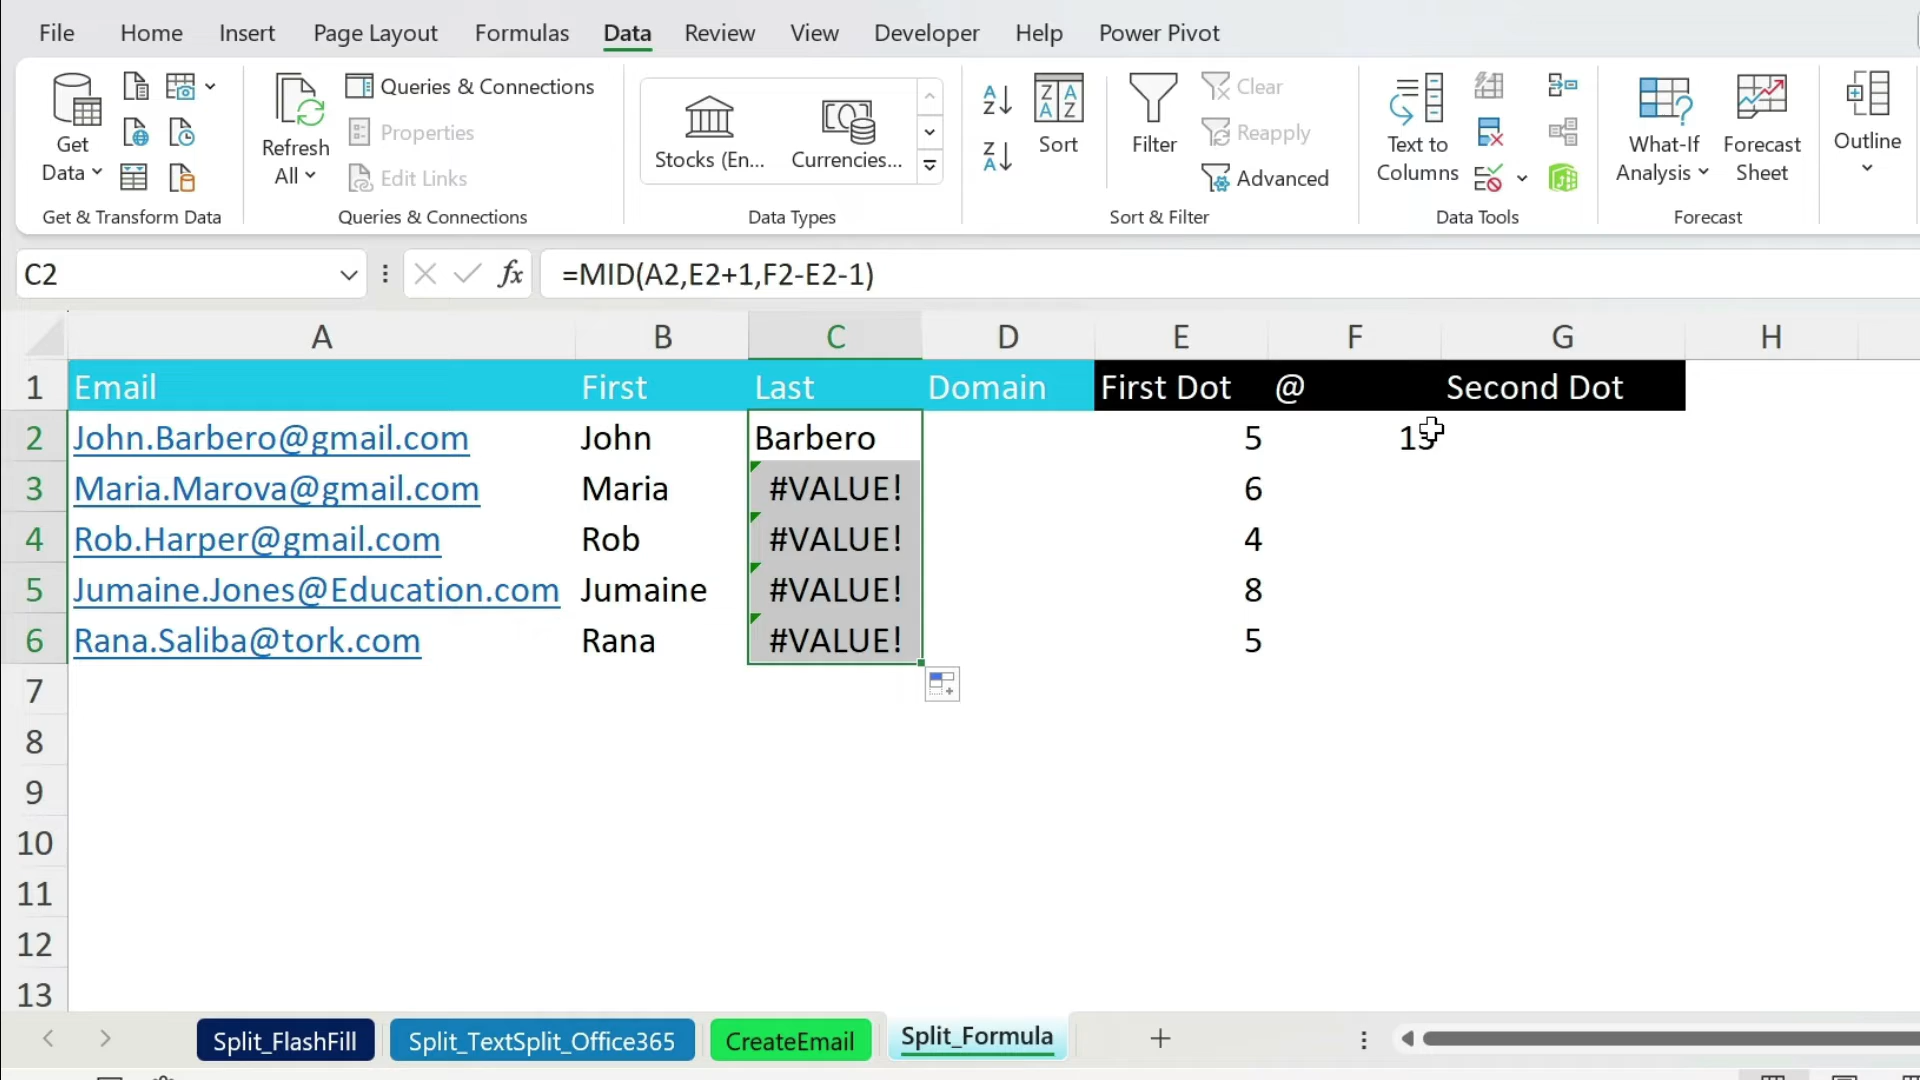 File Home Insert Page Layout Formulas Data Review View Developer Help Power Pivot
Get Data
Refresh All
Queries & Connections
Properties
Edit Links
Stocks (En... Currencies...
Sort
Filter
Clear
Reapply
Advanced
Text to Columns
What-If Analysis
Forecast Sheet
Outline
Get & Transform Data Queries & Connections Data Types Sort & Filter Data Tools Forecast
C2 fx =MID(A2,E2+1,F2-E2-1)
A B C D E F G H
1 Email First Last Domain First Dot @ Second Dot
2 John.Barbero@gmail.com John Barbero 5 13
3 Maria.Marova@gmail.com Maria #VALUE! 6
4 Rob.Harper@gmail.com Rob #VALUE! 4
5 Jumaine.Jones@Education.com Jumaine #VALUE! 8
6 Rana.Saliba@tork.com Rana #VALUE! 5
7
8
9
10
11
12
13
Split_FlashFill Split_TextSplit_Office365 CreateEmail Split_Formula